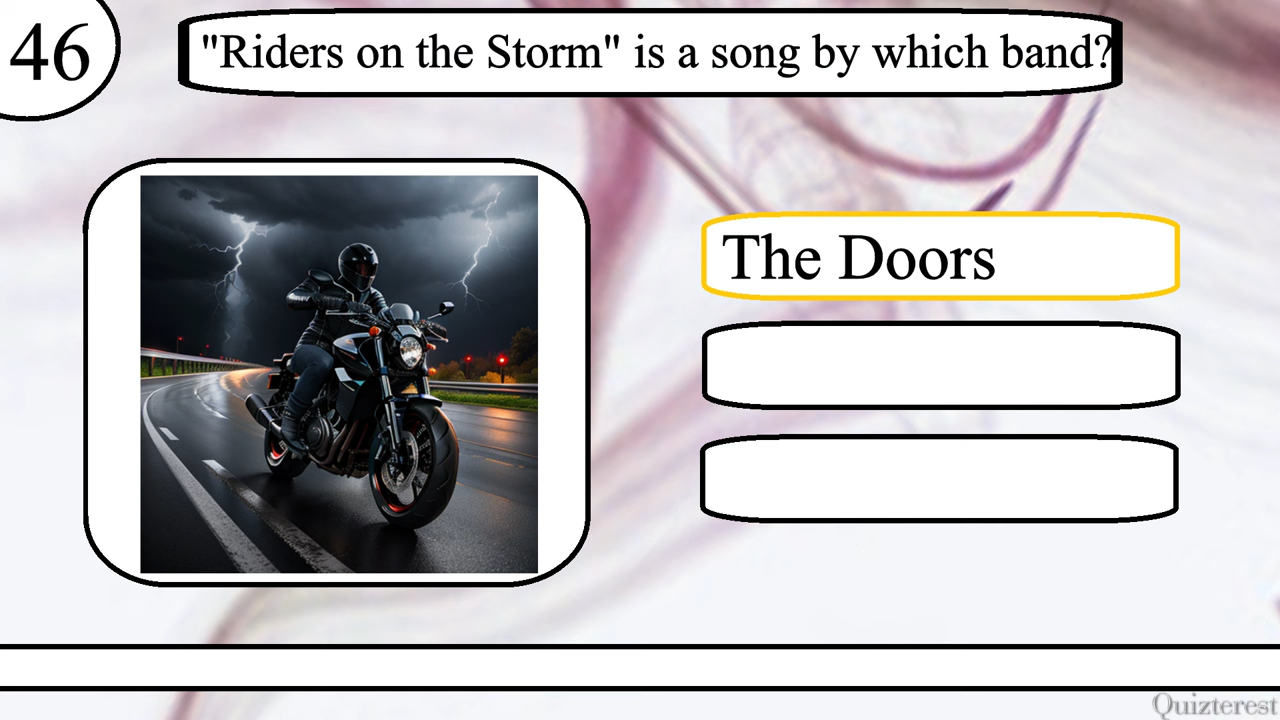 46
"Riders on the Storm" is a song by which band?
The Doors
Quizterest